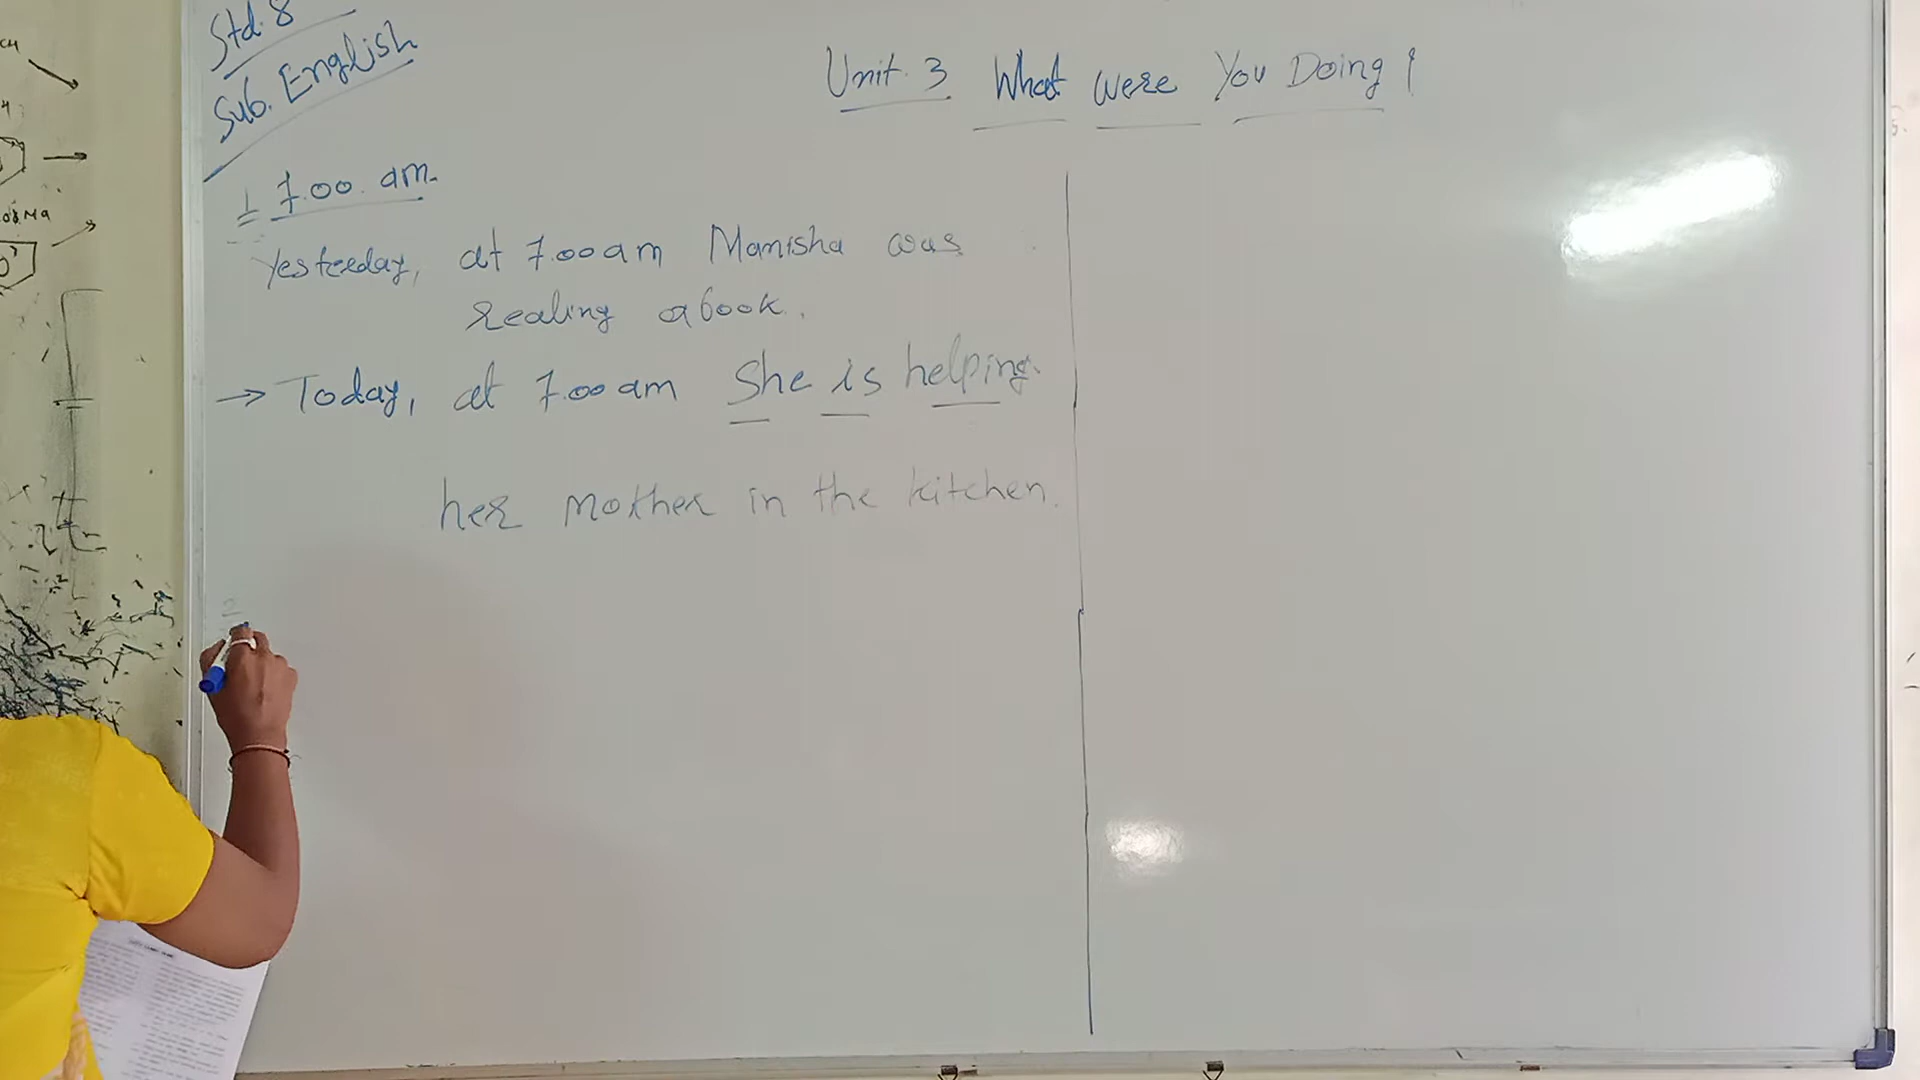 Std. 8
Sub. English
Unit. 3 What were You Doing ?
1 7.00 am.
Yesterday, at 7.00 am Manisha was
reading a book.
→ Today, at 7.00 am She is helping
her mother in the kitchen.
2